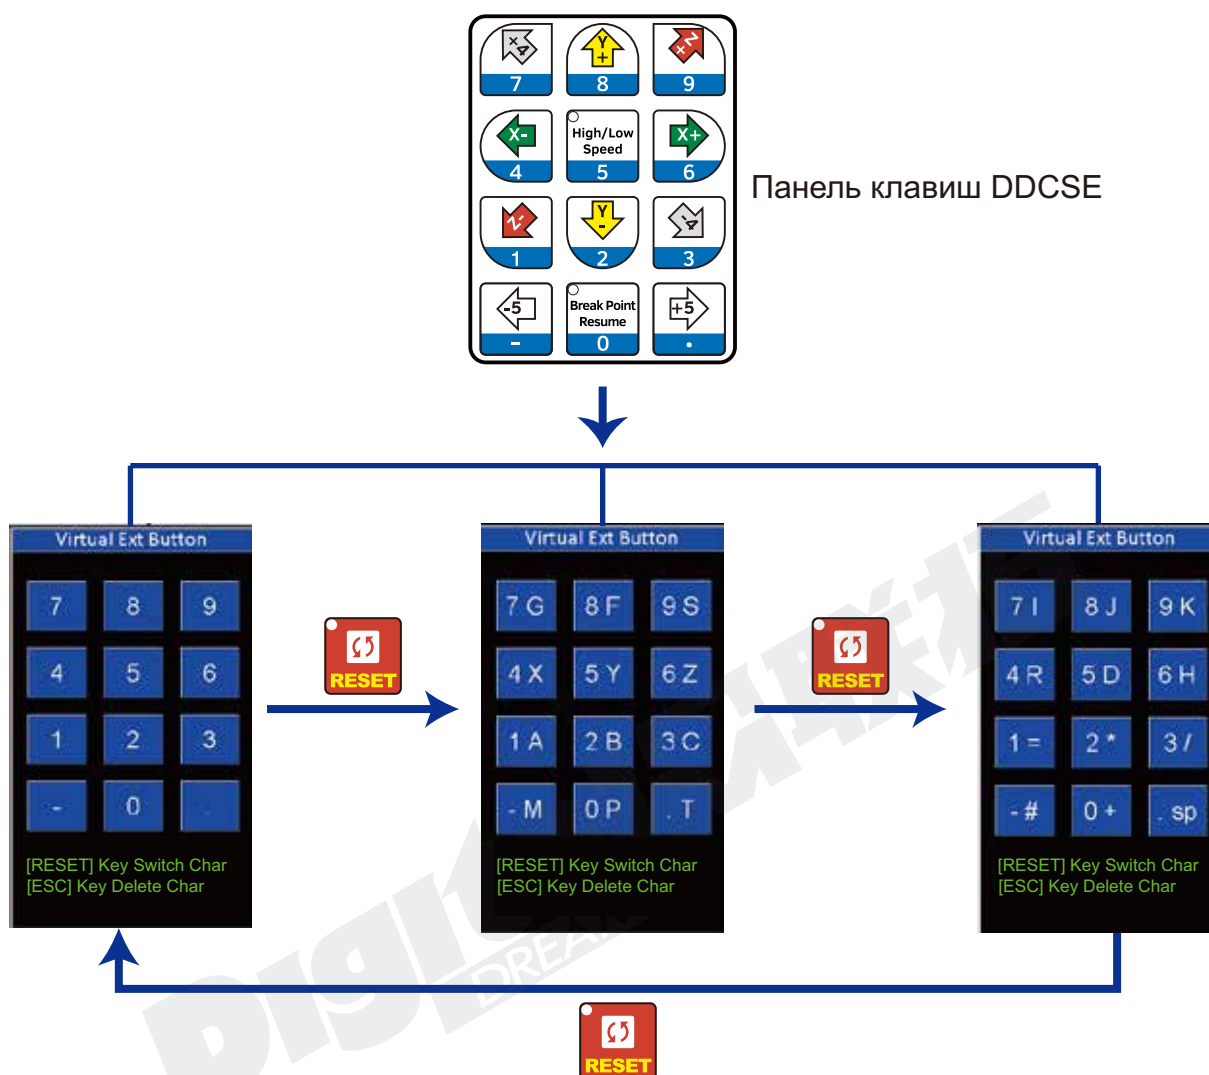 4+
Y
+
Z+
7
8
9
X-
High/Low
Speed
X+
4
5
6
Z-
Y
-
4-
1
2
3
-5
Break Point
Resume
+5
-
0
.
Панель клавиш DDCSE
Virtual Ext Button
7 8 9
4 5 6
1 2 3
- 0 .
[RESET] Key Switch Char
[ESC] Key Delete Char
RESET
Virtual Ext Button
7 G 8 F 9 S
4 X 5 Y 6 Z
1 A 2 B 3 C
- M 0 P . T
[RESET] Key Switch Char
[ESC] Key Delete Char
RESET
Virtual Ext Button
7 I 8 J 9 K
4 R 5 D 6 H
1 = 2 * 3 /
- # 0 + . sp
[RESET] Key Switch Char
[ESC] Key Delete Char
RESET